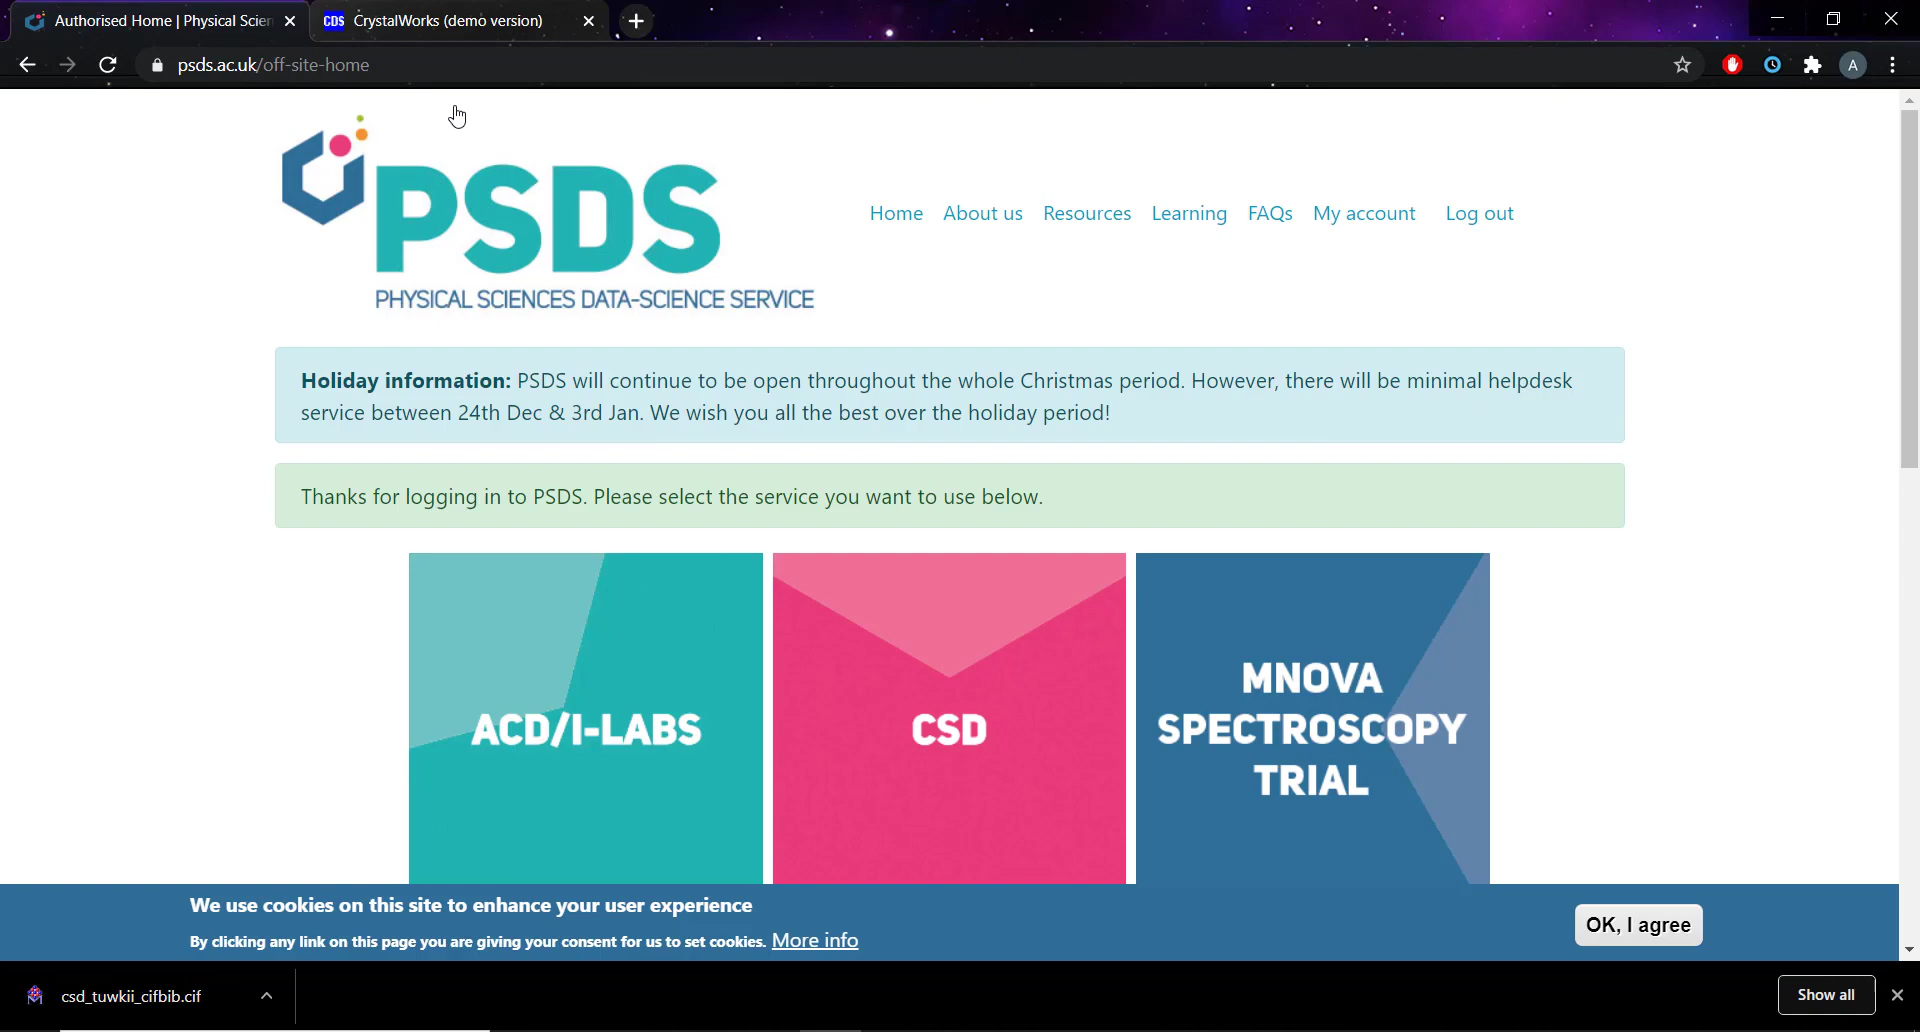 Authorised Home | Physical Scien
CDS CrystalWorks (demo version)
psds.ac.uk/off-site-home
A
PSDS
PHYSICAL SCIENCES DATA-SCIENCE SERVICE
Home About us Resources Learning FAQs My account Log out
Holiday information: PSDS will continue to be open throughout the whole Christmas period. However, there will be minimal helpdesk
service between 24th Dec & 3rd Jan. We wish you all the best over the holiday period!
Thanks for logging in to PSDS. Please select the service you want to use below.
ACD/I-LABS
CSD
MNOVA
SPECTROSCOPY
TRIAL
We use cookies on this site to enhance your user experience
By clicking any link on this page you are giving your consent for us to set cookies. More info
OK, I agree
csd_tuwkii_cifbib.cif
Show all